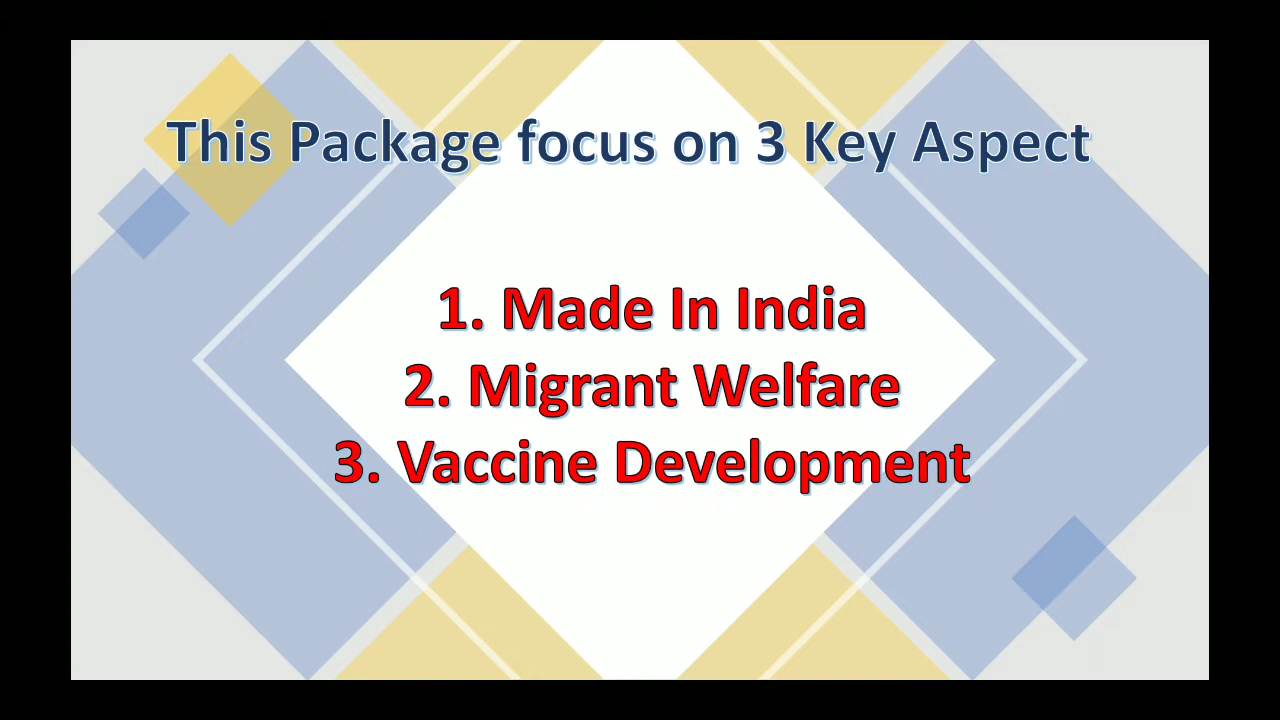 This Package focus on 3 Key Aspect
1. Made In India
2. Migrant Welfare
3. Vaccine Development